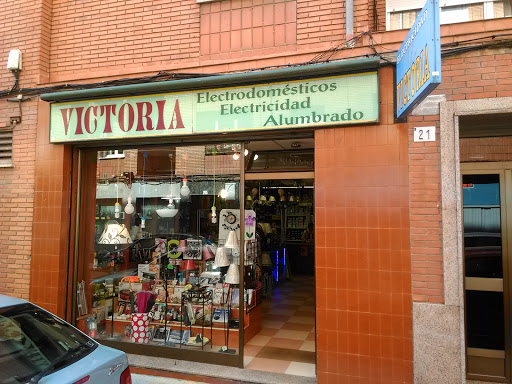 VICTORIA
Electrodomésticos
Electricidad
Alumbrado
VICTORIA
21